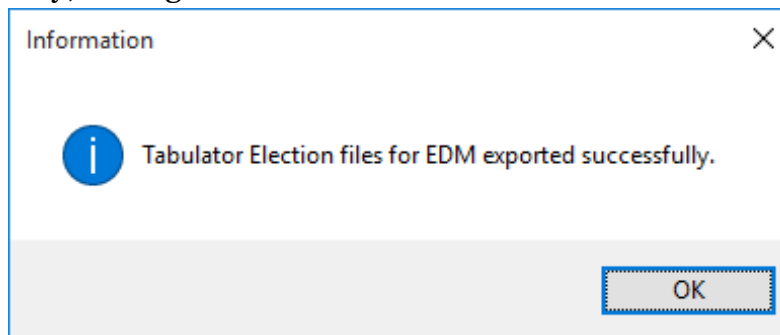 Information
Tabulator Election files for EDM exported successfully.
OK